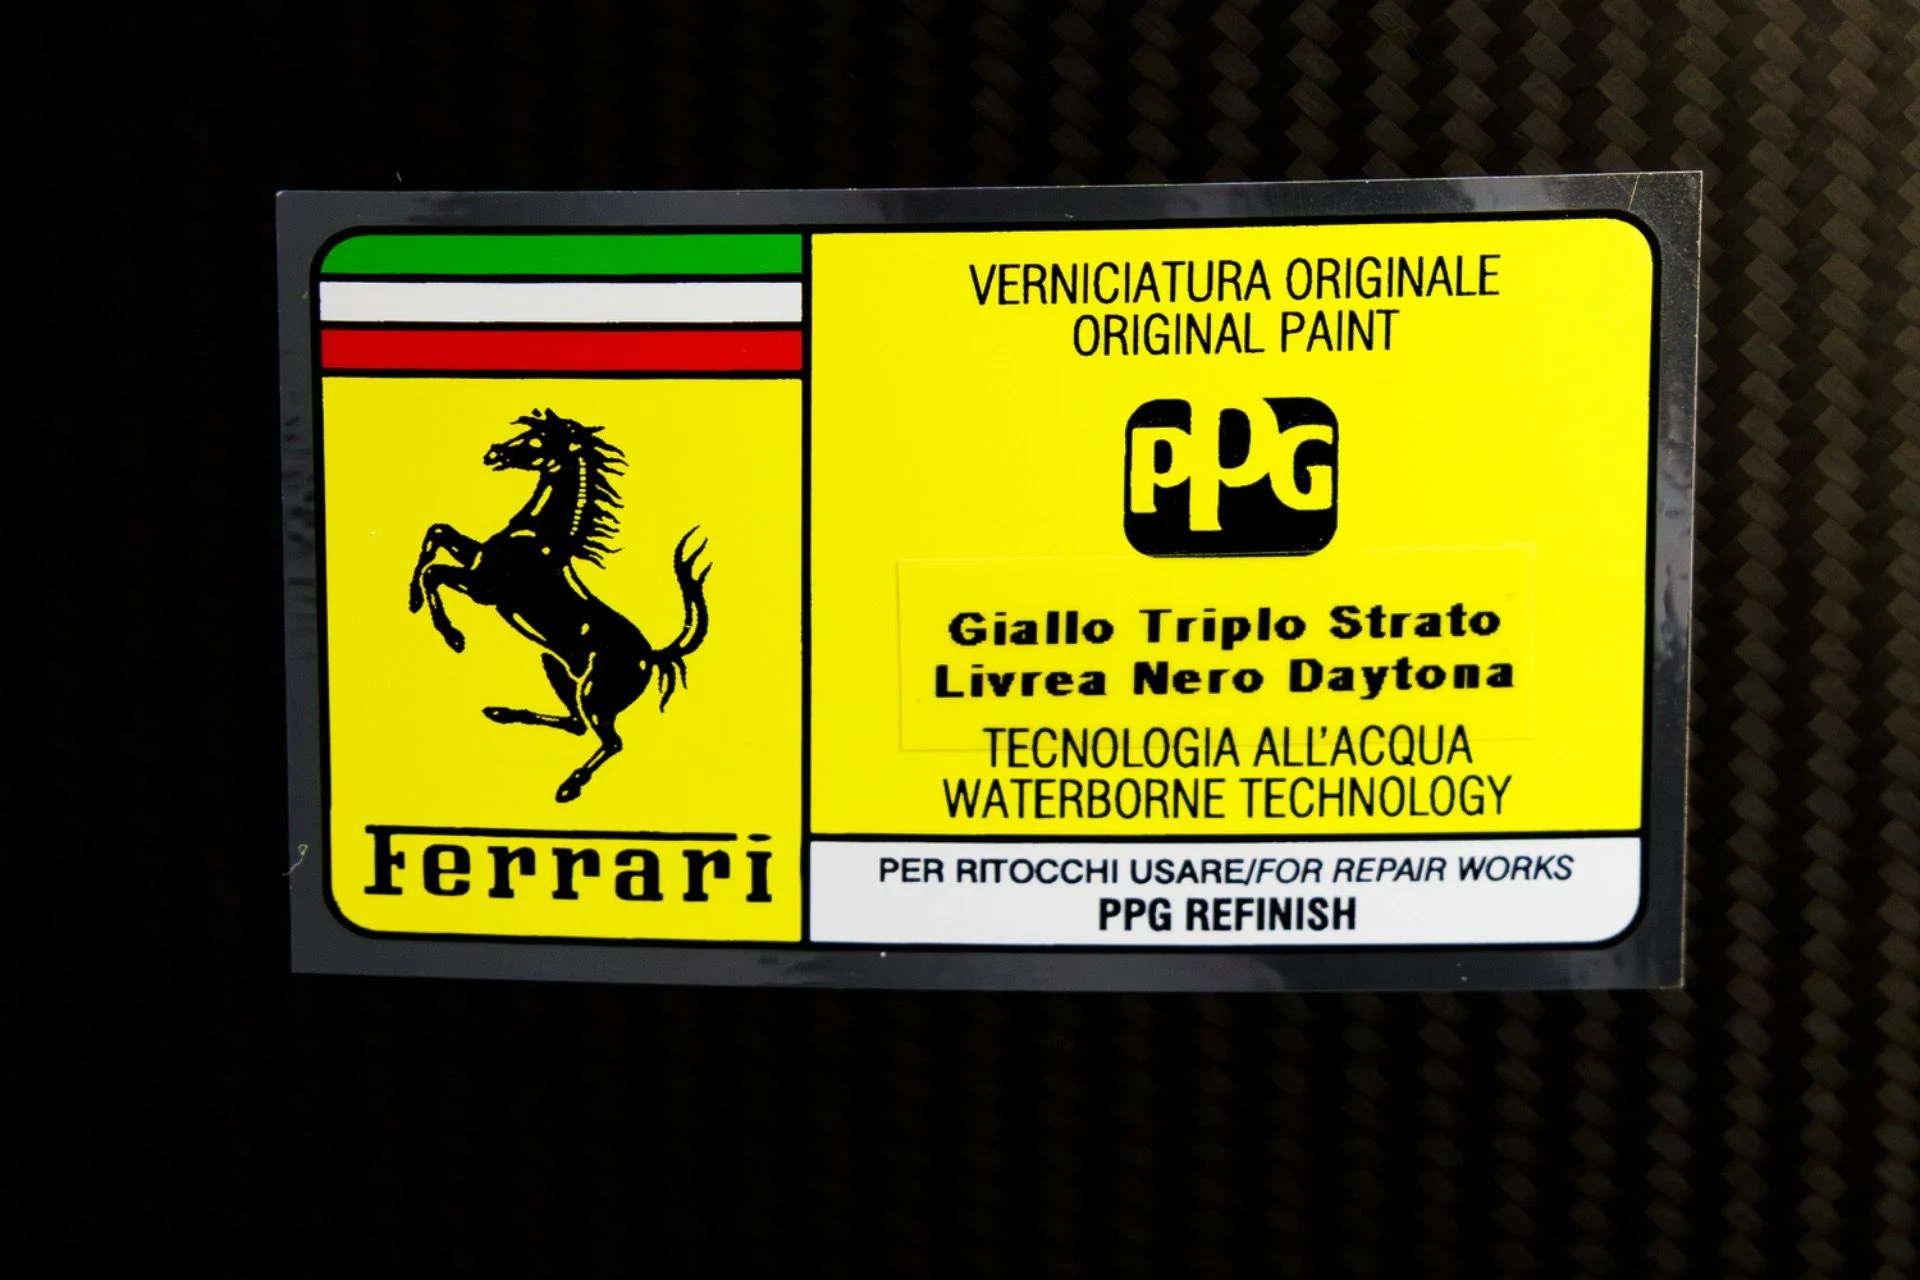 Ferrari
VERNICIATURA ORIGINALE
ORIGINAL PAINT
PPG
Giallo Triplo Strato
Livrea Nero Daytona
TECNOLOGIA ALL'ACQUA
WATERBORNE TECHNOLOGY
PER RITOCCHI USARE/FOR REPAIR WORKS
PPG REFINISH